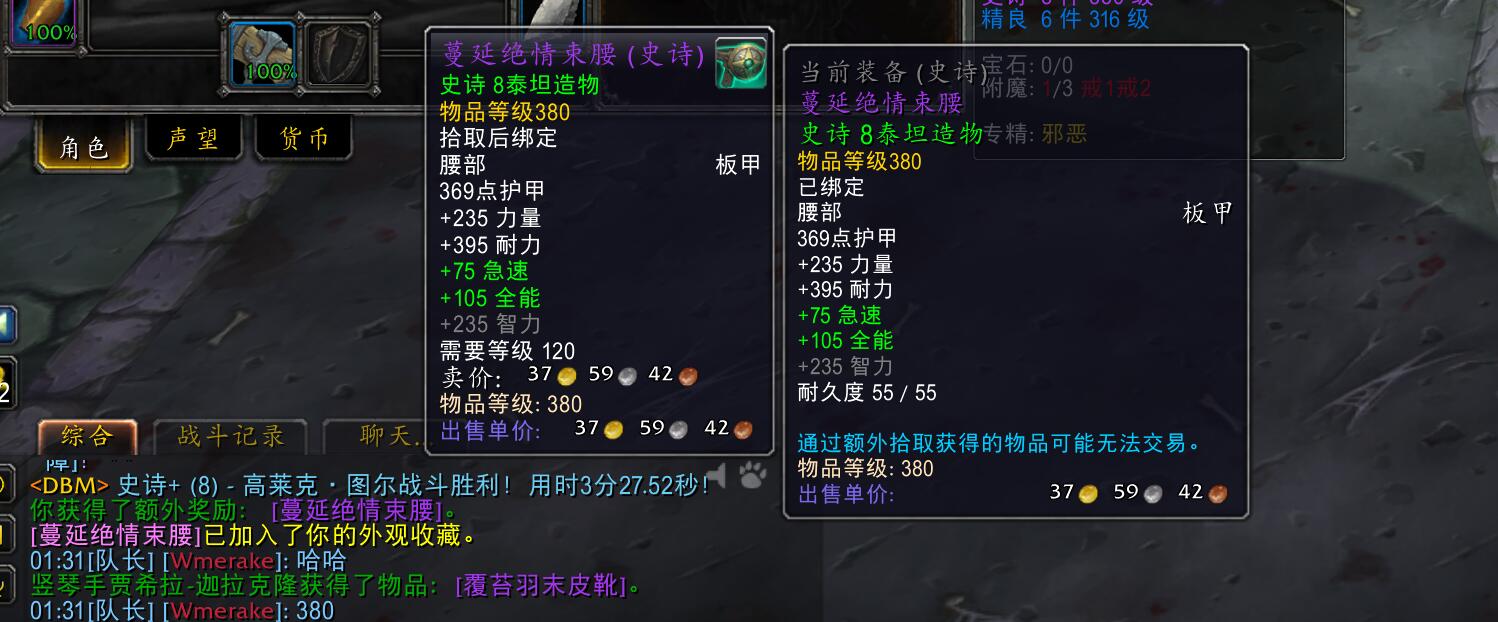 100%
100%
角色
声望
货币
精良 6 件 316 级
宝石: 0/0
附魔: 1/3 戒1戒2
专精: 邪恶
蔓延绝情束腰 (史诗)
史诗 8泰坦造物
物品等级380
拾取后绑定
腰部 板甲
369点护甲
+235 力量
+395 耐力
+75 急速
+105 全能
+235 智力
需要等级 120
卖价: 37 59 42
物品等级: 380
出售单价: 37 59 42
当前装备 (史诗)
蔓延绝情束腰
史诗 8泰坦造物
物品等级380
已绑定
腰部 板甲
369点护甲
+235 力量
+395 耐力
+75 急速
+105 全能
+235 智力
耐久度 55 / 55
通过额外拾取获得的物品可能无法交易。
物品等级: 380
出售单价: 37 59 42
2
综合
战斗记录
聊天...
<DBM> 史诗+ (8) - 高莱克·图尔战斗胜利！用时3分27.52秒！
你获得了额外奖励: [蔓延绝情束腰]。
[蔓延绝情束腰]已加入了你的外观收藏。
01:31[队长] [Wmerake]: 哈哈
竖琴手贾希拉-迦拉克隆获得了物品: [覆苔羽末皮靴]。
01:31[队长] [Wmerake]: 380